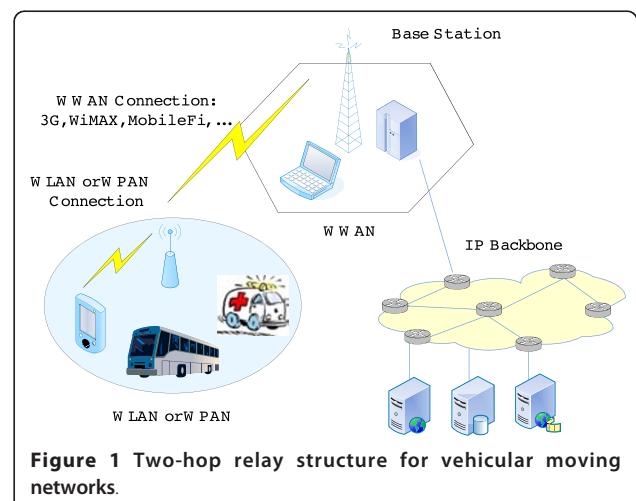 Base Station
W W AN Connection:
3G,WiMAX,MobileFi,...
W LAN orW PAN
Connection
W W AN
IP Backbone
W LAN orW PAN
Figure 1 Two-hop relay structure for vehicular moving
networks.